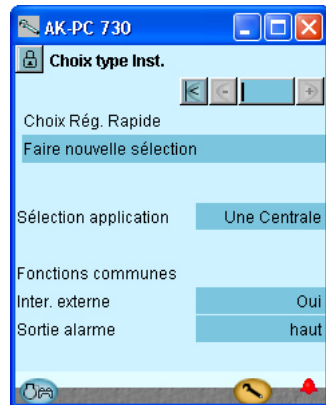 AK-PC 730
Choix type Inst.
Choix Rég. Rapide
Faire nouvelle sélection
Sélection application Une Centrale
Fonctions communes
Inter. externe Oui
Sortie alarme haut